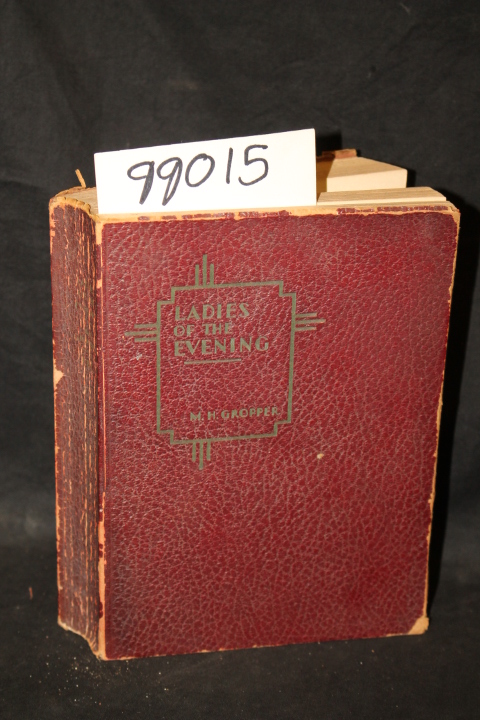 99015
LADIES
OF THE
EVENING
M. H. GROPPER